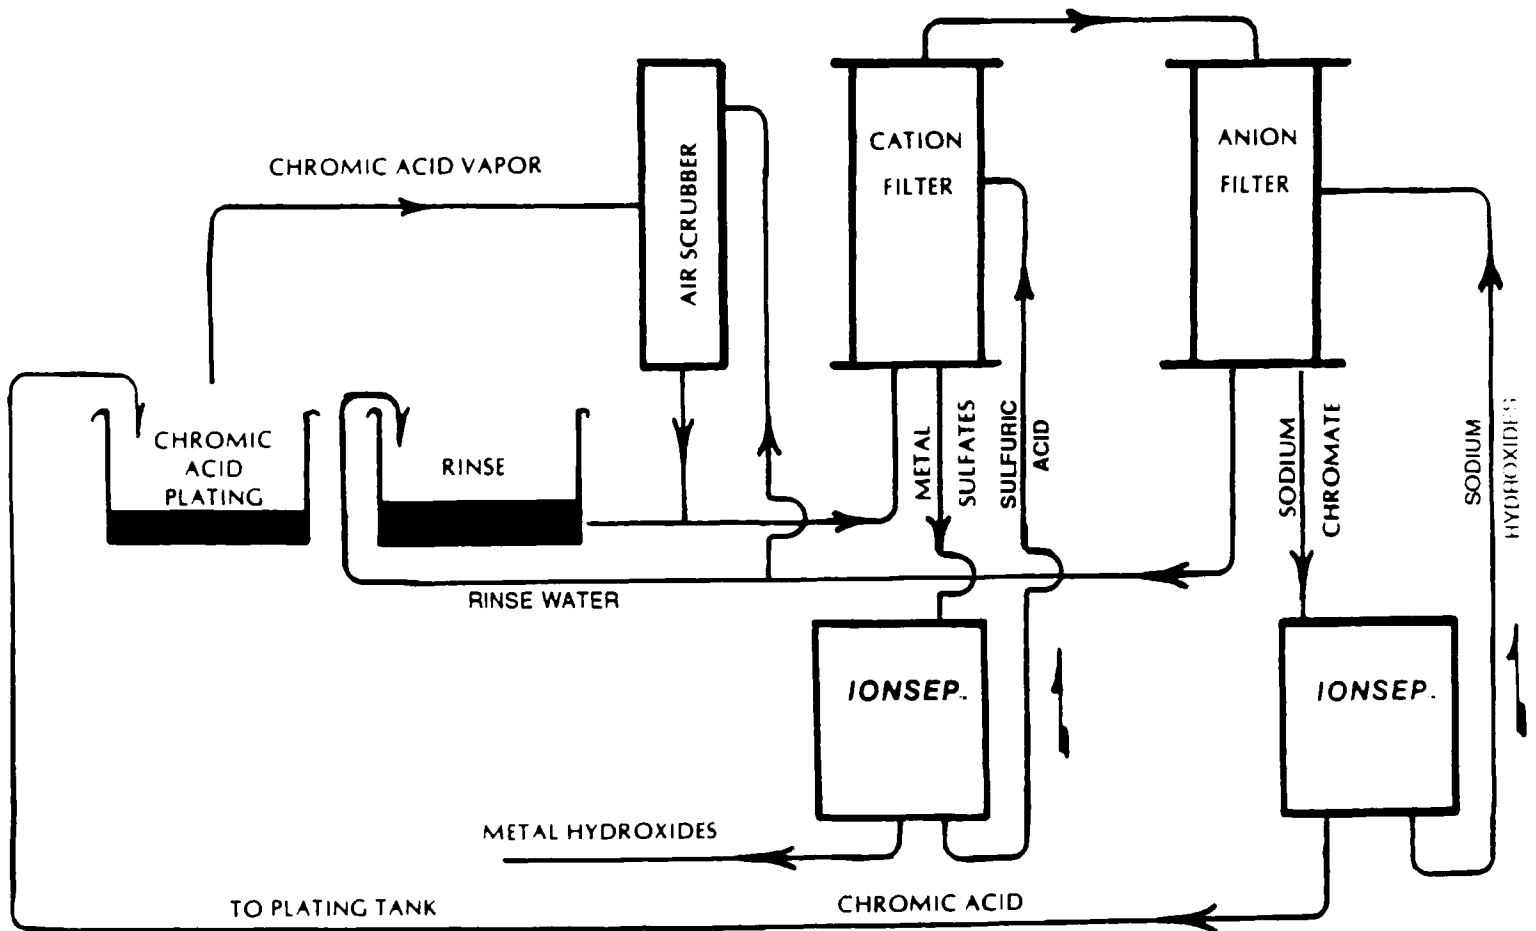 CHROMIC ACID VAPOR
AIR SCRUBBER
CATION
FILTER
ANION
FILTER
CHROMIC
ACID
PLATING
RINSE
METAL
SULFATES
SULFURIC
ACID
SODIUM
CHROMATE
SODIUM
HYDROXIDES
RINSE WATER
IONSEP
IONSEP
METAL HYDROXIDES
TO PLATING TANK
CHROMIC ACID